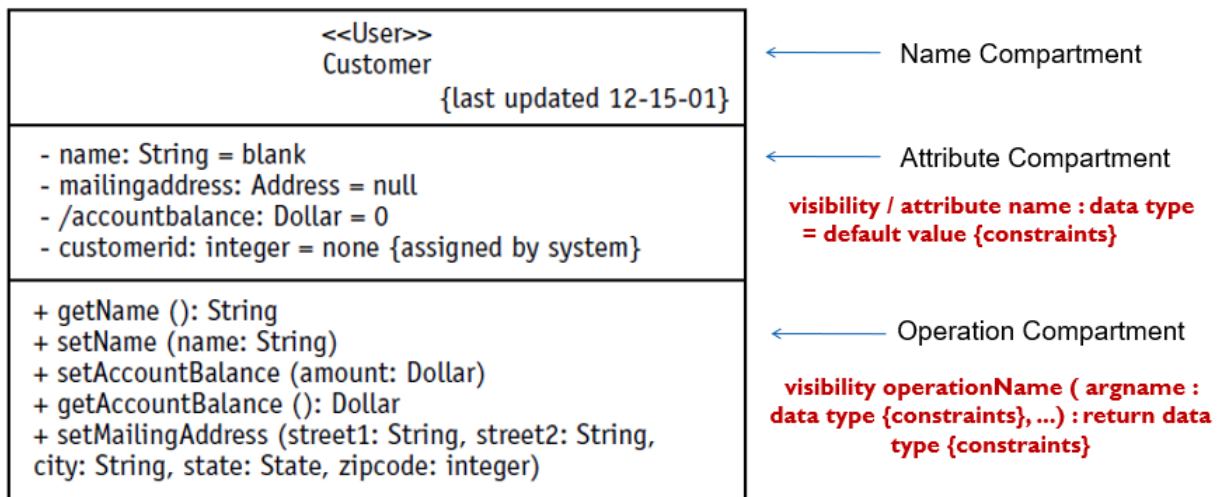 <<User>>
Customer
{last updated 12-15-01}
Name Compartment
- name: String = blank
- mailingaddress: Address = null
- /accountbalance: Dollar = 0
- customerid: integer = none {assigned by system}
Attribute Compartment
visibility / attribute name : data type
= default value {constraints}
+ getName (): String
+ setName (name: String)
+ setAccountBalance (amount: Dollar)
+ getAccountBalance (): Dollar
+ setMailingAddress (street1: String, street2: String,
city: String, state: State, zipcode: integer)
Operation Compartment
visibility operationName ( argname :
data type {constraints}, ...) : return data
type {constraints}